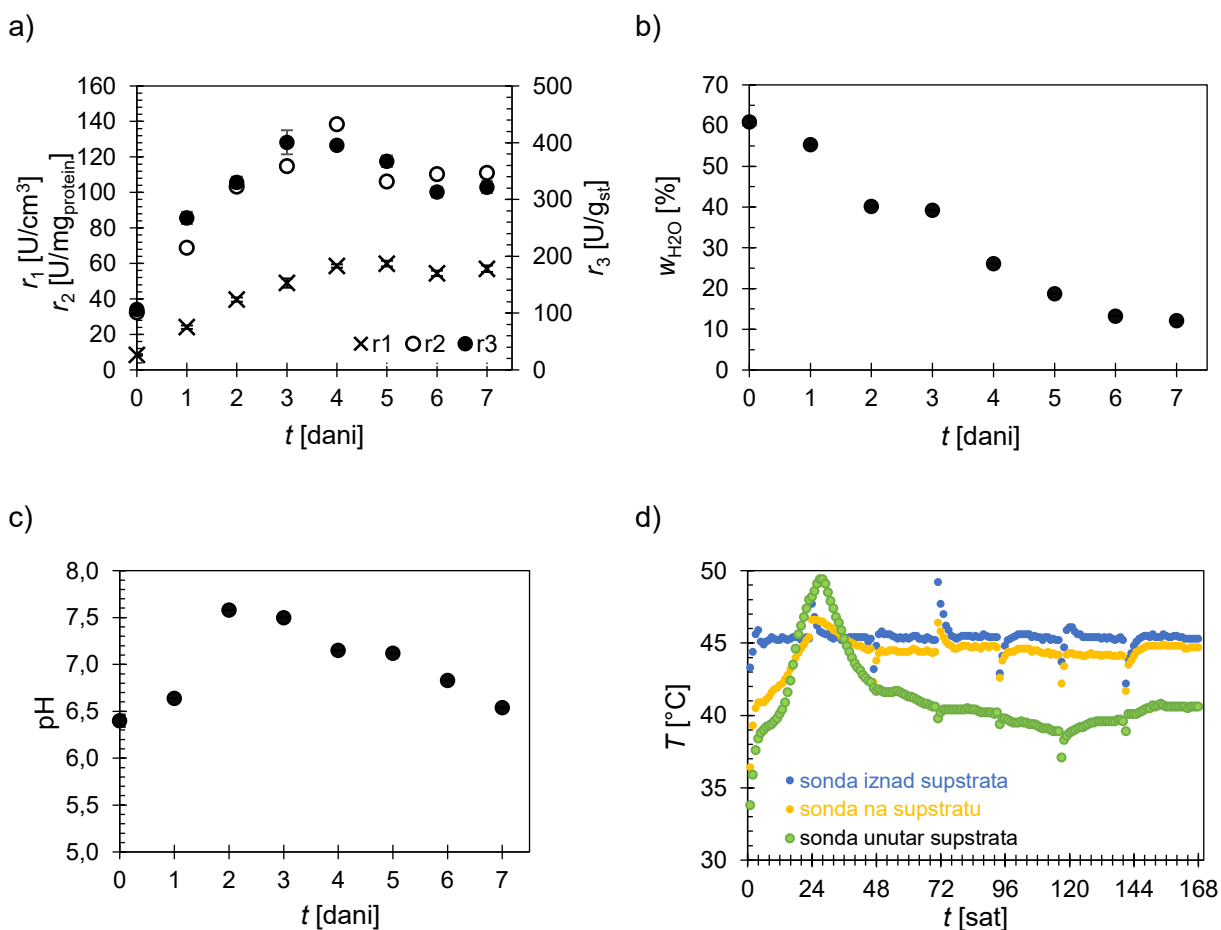 a)
160
140
120
100
80
60
40
20
0
r1 [U/cm³]
r2 [U/mgprotein]
500
400
300
200
100
0
r3 [U/gst]
r1 r2 r3
0 1 2 3 4 5 6 7
t [dani]
b)
70
60
50
40
30
20
10
0
wH2O [%]
0 1 2 3 4 5 6 7
t [dani]
c)
8,0
7,5
7,0
6,5
6,0
5,5
5,0
pH
0 1 2 3 4 5 6 7
t [dani]
d)
50
45
40
35
30
T [°C]
sonda iznad supstrata
sonda na supstratu
sonda unutar supstrata
0 24 48 72 96 120 144 168
t [sat]